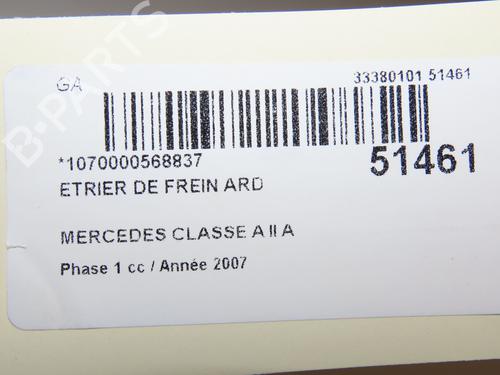 GA
33380101 51461
*1070000568837
51461
ETRIER DE FREIN ARD
MERCEDES CLASSE A II A
Phase 1 cc / Année 2007
B-PARTS